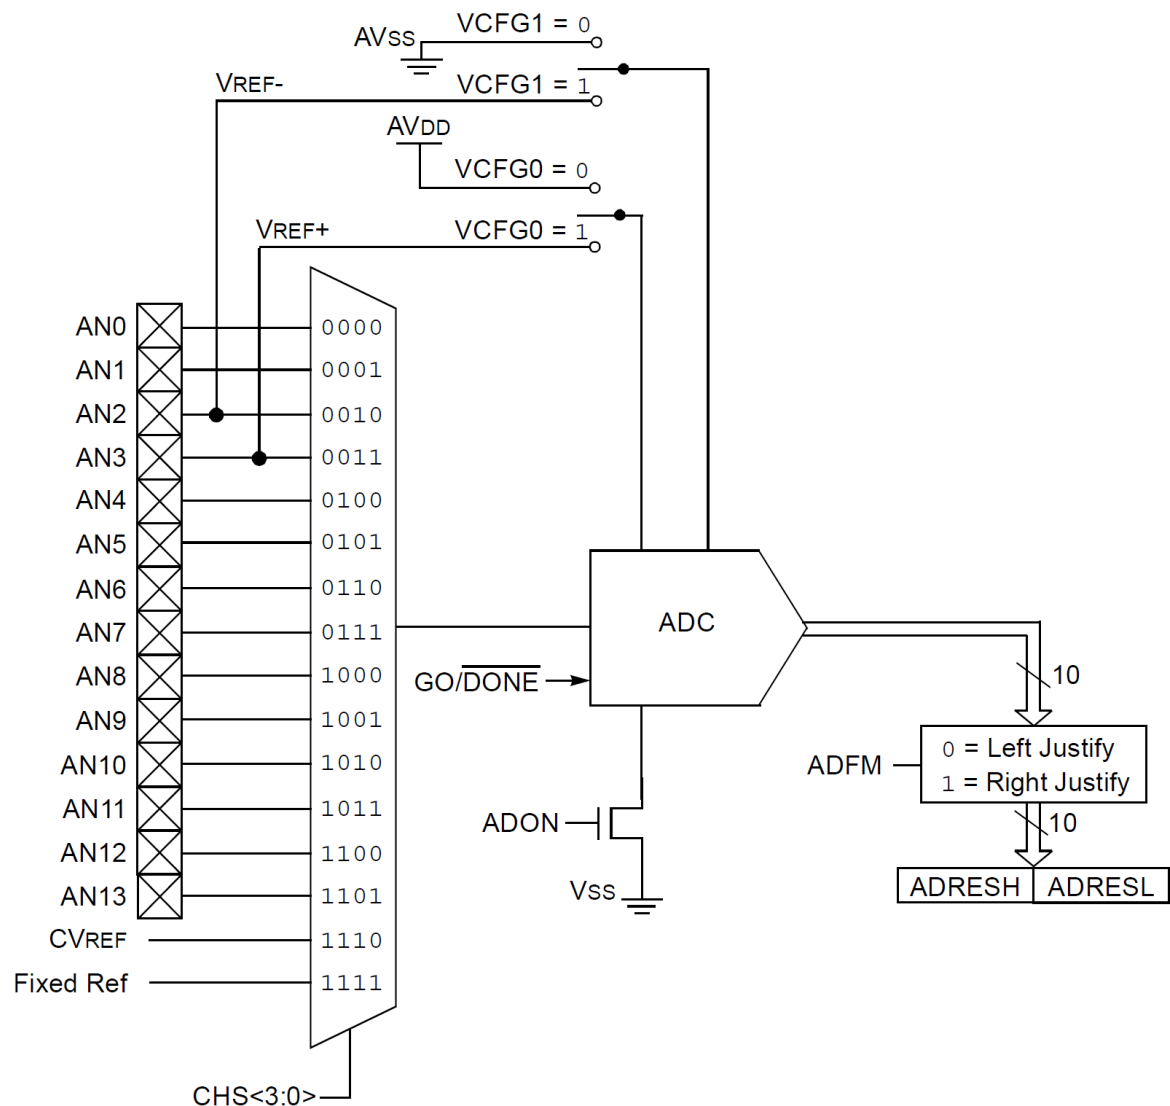 AVSS
VCFG1 = 0
VREF-
VCFG1 = 1
AVDD
VCFG0 = 0
VREF+
VCFG0 = 1
AN0
0000
AN1
0001
AN2
0010
AN3
0011
AN4
0100
AN5
0101
AN6
0110
AN7
0111
AN8
1000
AN9
1001
AN10
1010
AN11
1011
AN12
1100
AN13
1101
CVREF
1110
Fixed Ref
1111
CHS<3:0>
ADC
GO/DONE
ADON
VSS
10
ADFM
0 = Left Justify
1 = Right Justify
10
ADRESH
ADRESL